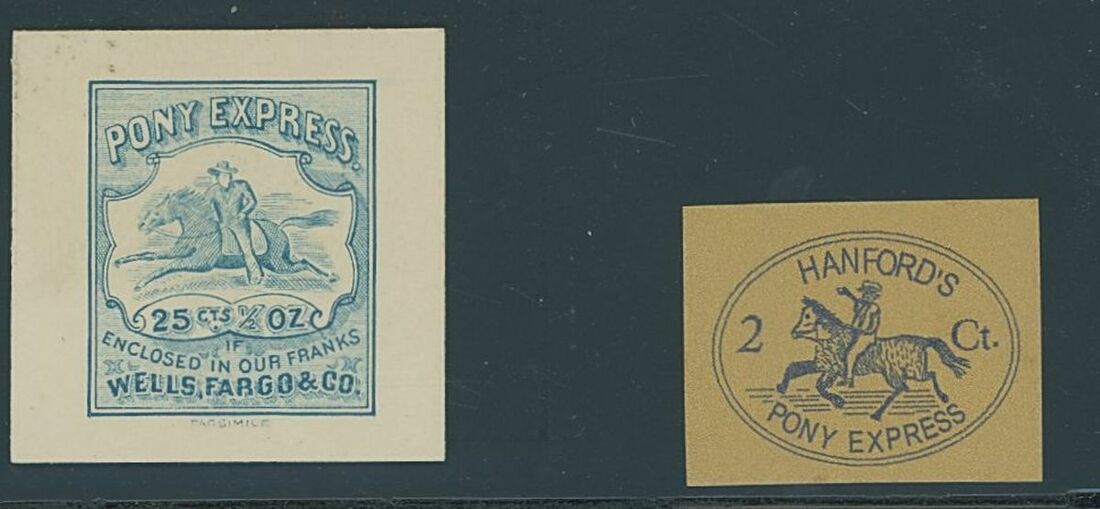 PONY EXPRESS.
25 CTS ½ OZ
IF
ENCLOSED IN OUR FRANKS
WELLS, FARGO & CO.
FACSIMILE
HANFORD'S
2 Ct.
PONY EXPRESS